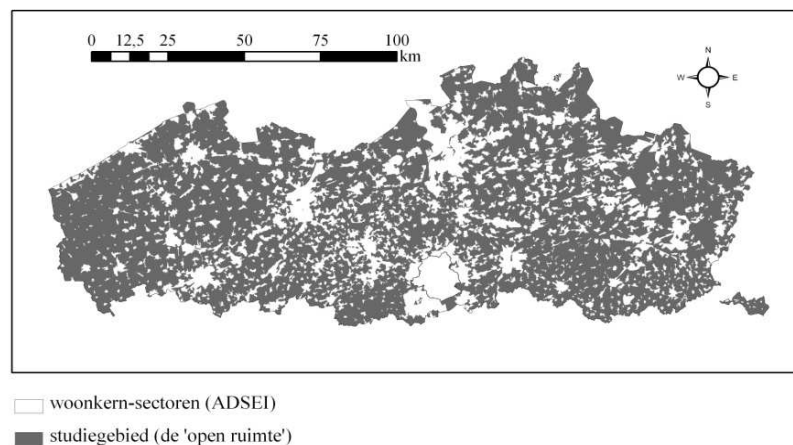 0 12,5 25 50 75 100
km
N
W E
S
woonkern-sectoren (ADSEI)
studiegebied (de 'open ruimte')